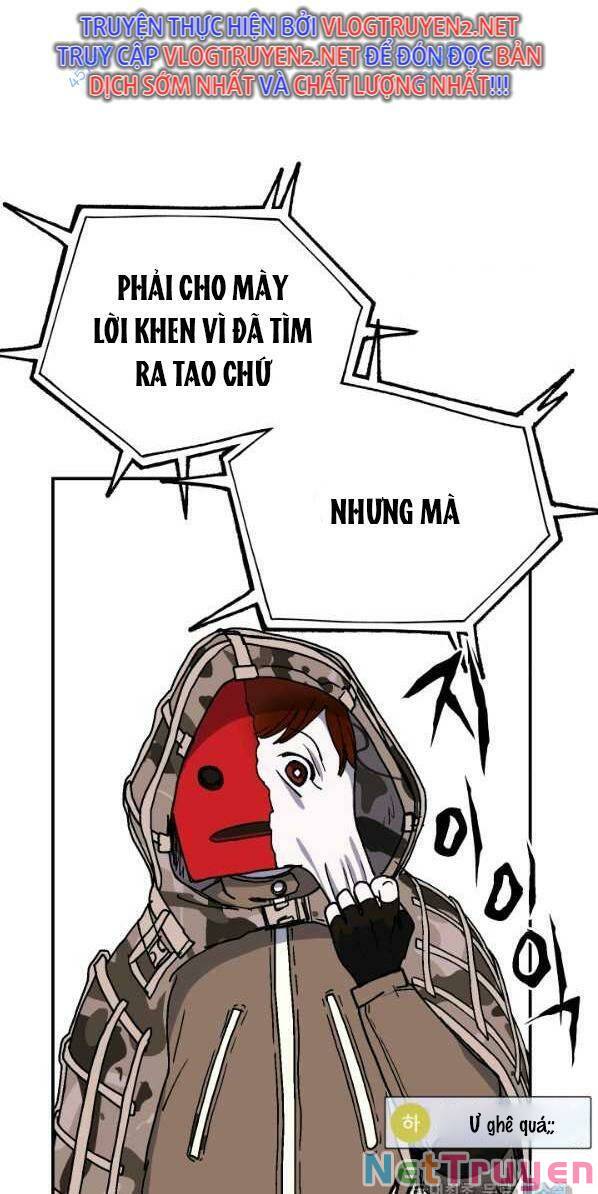 TRUYỆN THỰC HIỆN BỞI VLOGTRUYEN2.NET
TRUY CẬP VLOGTRUYEN2.NET ĐỂ ĐÓN ĐỌC BẢN
DỊCH SỚM NHẤT VÀ CHẤT LƯỢNG NHẤT!!!
PHẢI CHO MÀY
LỜI KHEN VÌ ĐÃ TÌM
RA TAO CHỨ
NHƯNG MÀ
지이이이
하 Ư ghê quá;;
NetTruyen